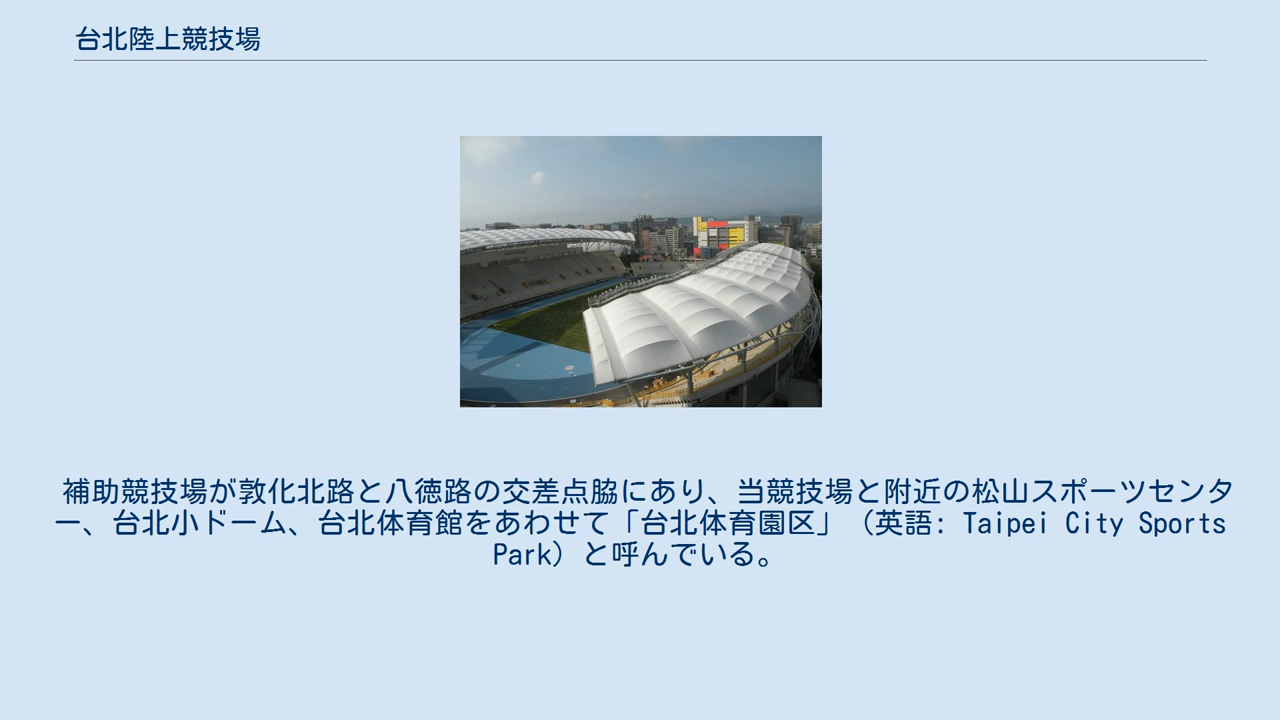 台北陸上競技場
補助競技場が敦化北路と八徳路の交差点脇にあり、当競技場と附近の松山スポーツセンタ
ー、台北小ドーム、台北体育館をあわせて「台北体育園区」（英語: Taipei City Sports
Park）と呼んでいる。